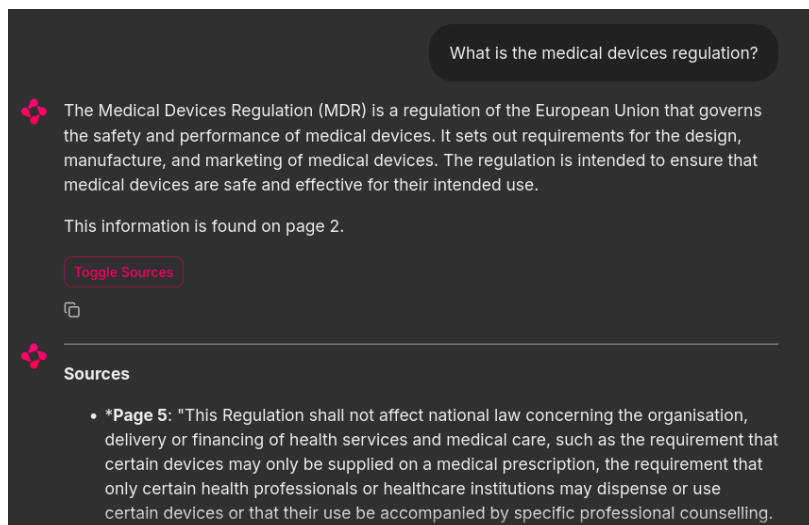 What is the medical devices regulation?
The Medical Devices Regulation (MDR) is a regulation of the European Union that governs
the safety and performance of medical devices. It sets out requirements for the design,
manufacture, and marketing of medical devices. The regulation is intended to ensure that
medical devices are safe and effective for their intended use.
This information is found on page 2.
Toggle Sources
Sources
• *Page 5: "This Regulation shall not affect national law concerning the organisation,
delivery or financing of health services and medical care, such as the requirement that
certain devices may only be supplied on a medical prescription, the requirement that
only certain health professionals or healthcare institutions may dispense or use
certain devices or that their use be accompanied by specific professional counselling.